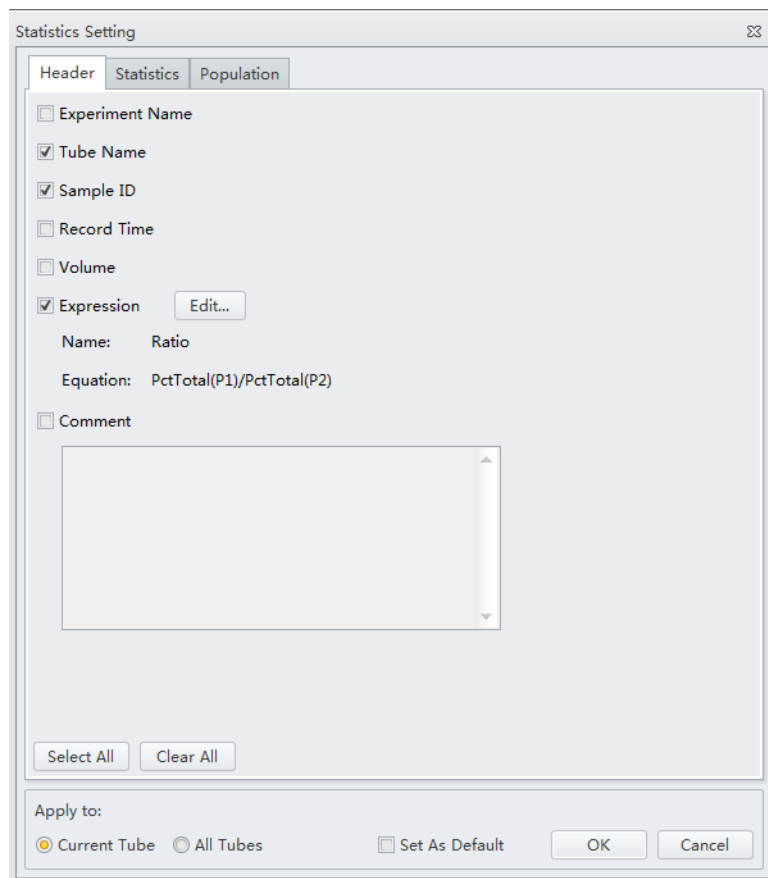 Statistics Setting
Header Statistics Population
Experiment Name
Tube Name
Sample ID
Record Time
Volume
Expression Edit...
Name: Ratio
Equation: PctTotal(P1)/PctTotal(P2)
Comment
Select All Clear All
Apply to:
Current Tube All Tubes Set As Default OK Cancel